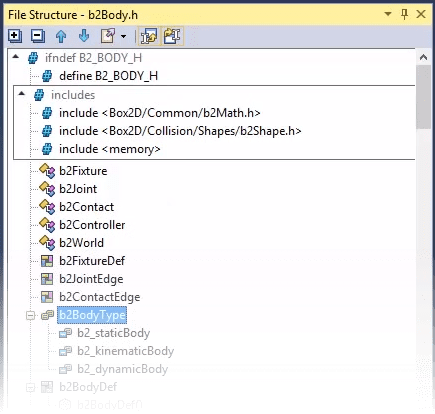 File Structure - b2Body.h
ifndef B2_BODY_H
define B2_BODY_H
includes
include <Box2D/Common/b2Math.h>
include <Box2D/Collision/Shapes/b2Shape.h>
include <memory>
b2Fixture
b2Joint
b2Contact
b2Controller
b2World
b2FixtureDef
b2JointEdge
b2ContactEdge
b2BodyType
b2_staticBody
b2_kinematicBody
b2_dynamicBody
b2BodyDef
b2BodyDef()